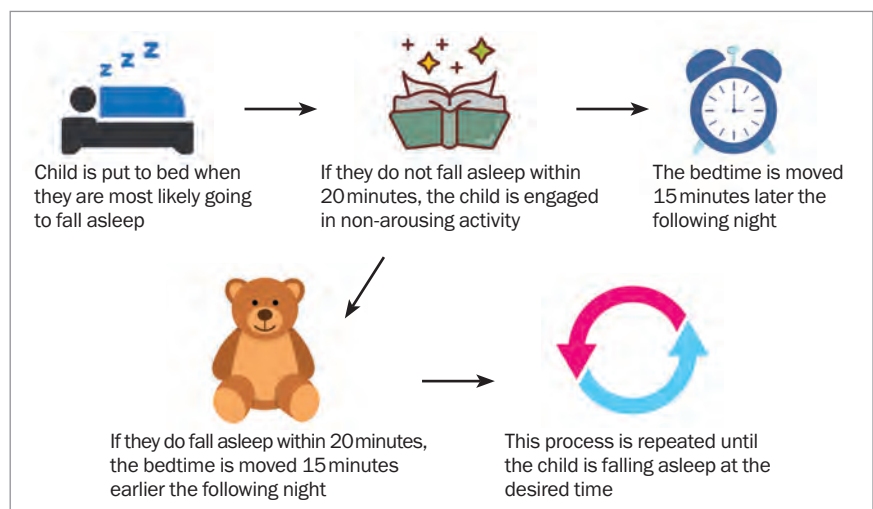 z z z
Child is put to bed when
they are most likely going
to fall asleep
If they do not fall asleep within
20 minutes, the child is engaged
in non-arousing activity
The bedtime is moved
15 minutes later the
following night
If they do fall asleep within 20 minutes,
the bedtime is moved 15 minutes
earlier the following night
This process is repeated until
the child is falling asleep at the
desired time